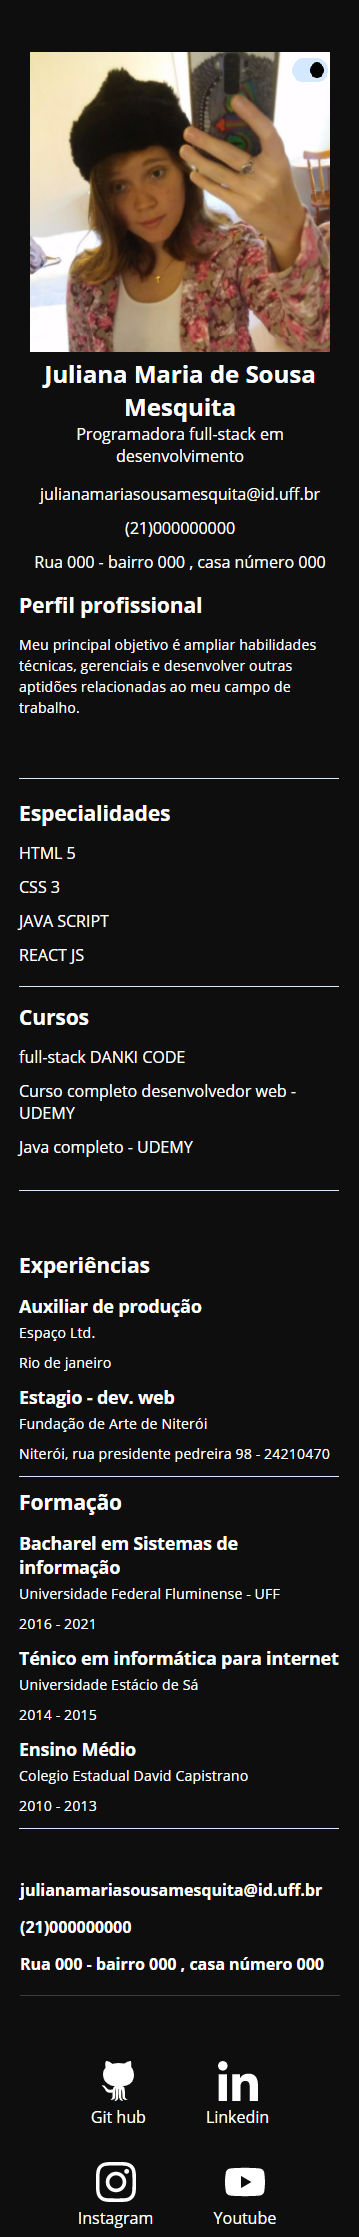 Juliana Maria de Sousa
Mesquita
Programadora full-stack em
desenvolvimento
julianamariasousamesquita@id.uff.br
(21)000000000
Rua 000 - bairro 000 , casa número 000
Perfil profissional
Meu principal objetivo é ampliar habilidades
técnicas, gerenciais e desenvolver outras
aptidões relacionadas ao meu campo de
trabalho.
Especialidades
HTML 5
CSS 3
JAVA SCRIPT
REACT JS
Cursos
full-stack DANKI CODE
Curso completo desenvolvedor web -
UDEMY
Java completo - UDEMY
Experiências
Auxiliar de produção
Espaço Ltd.
Rio de janeiro
Estagio - dev. web
Fundação de Arte de Niterói
Niterói, rua presidente pedreira 98 - 24210470
Formação
Bacharel em Sistemas de
informação
Universidade Federal Fluminense - UFF
2016 - 2021
Ténico em informática para internet
Universidade Estácio de Sá
2014 - 2015
Ensino Médio
Colegio Estadual David Capistrano
2010 - 2013
julianamariasousamesquita@id.uff.br
(21)000000000
Rua 000 - bairro 000 , casa número 000
Git hub
Linkedin
Instagram
Youtube